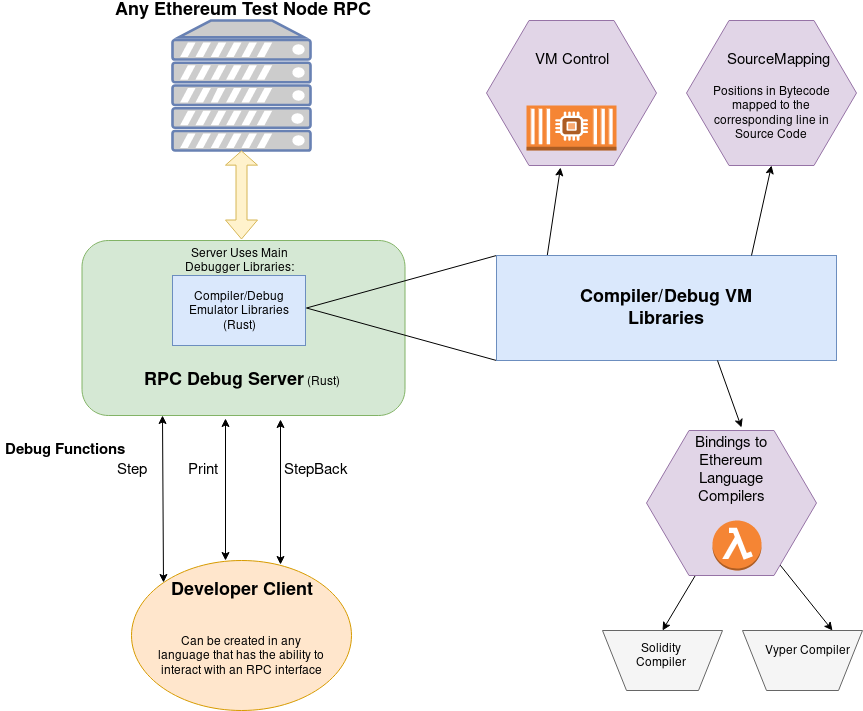 Any Ethereum Test Node RPC
VM Control
SourceMapping
Positions in Bytecode
mapped to the
corresponding line in
Source Code
Server Uses Main
Debugger Libraries:
Compiler/Debug
Emulator Libraries
(Rust)
RPC Debug Server (Rust)
Compiler/Debug VM
Libraries
Debug Functions
Step
Print
StepBack
Bindings to
Ethereum
Language
Compilers
λ
Developer Client
Can be created in any
language that has the ability to
interact with an RPC interface
Solidity
Compiler
Vyper Compiler